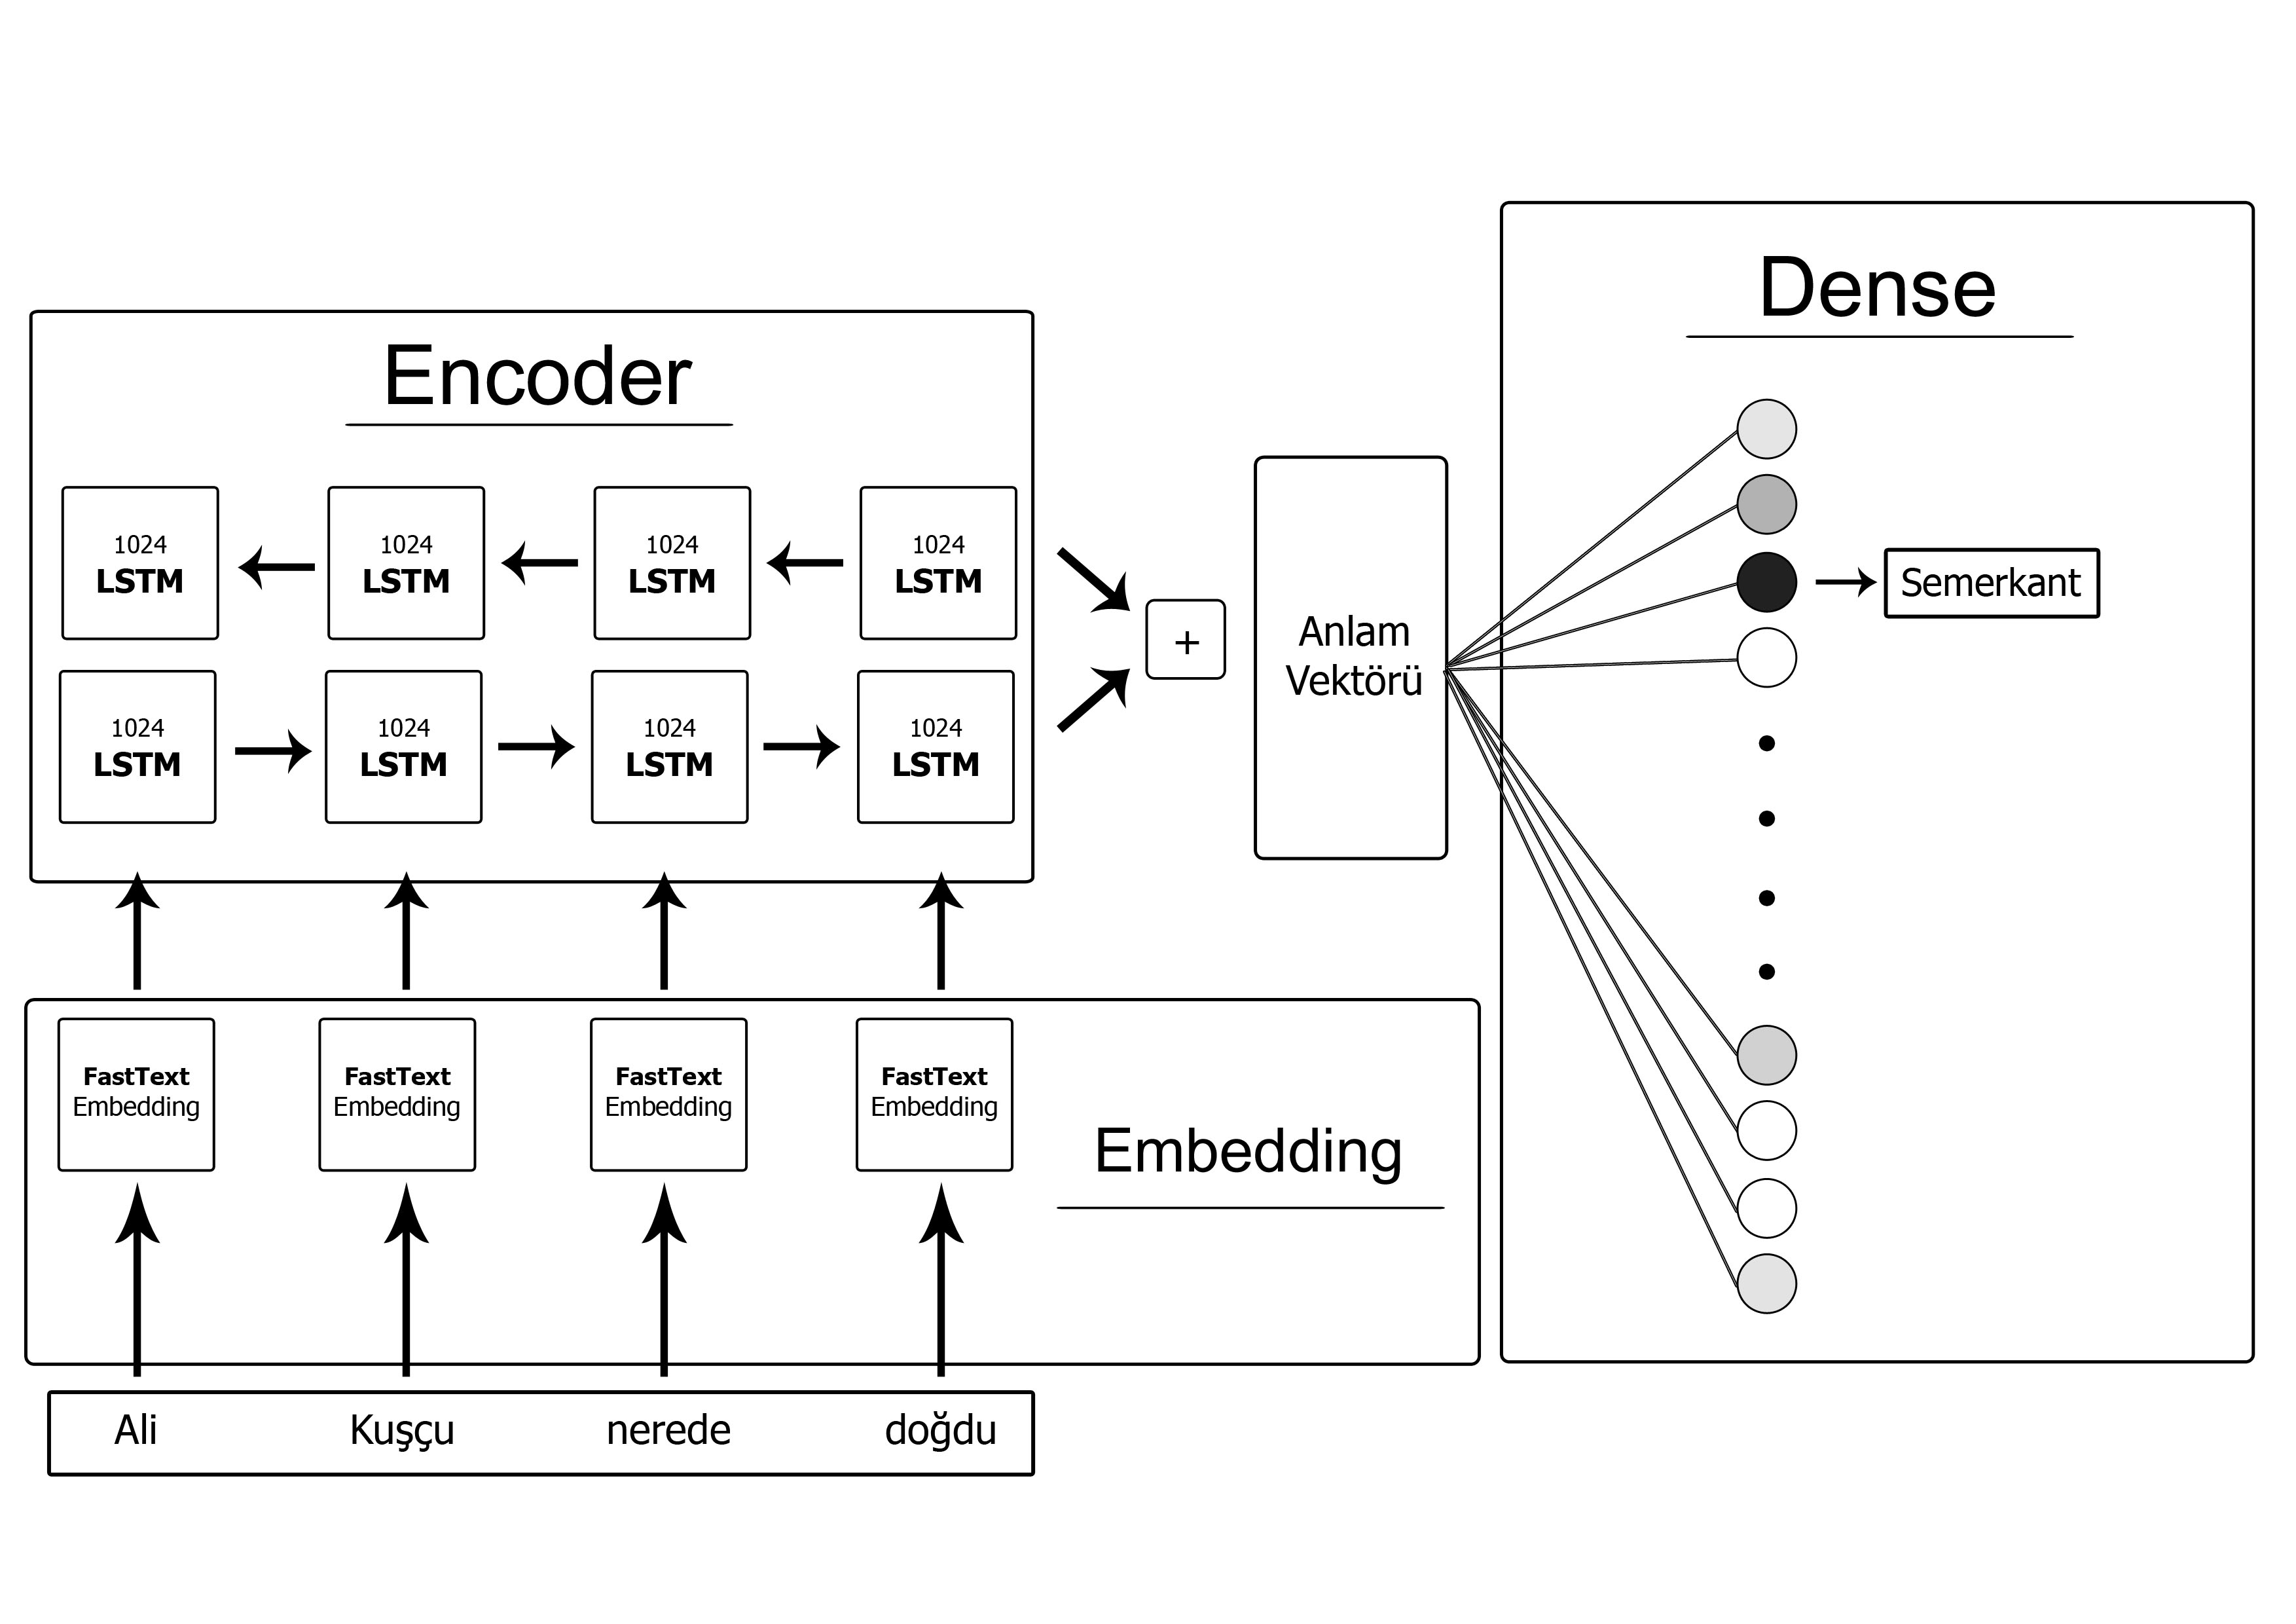 Dense
Encoder
1024
LSTM
1024
LSTM
1024
LSTM
1024
LSTM
Semerkant
+
Anlam
Vektörü
1024
LSTM
1024
LSTM
1024
LSTM
1024
LSTM
FastText
Embedding
FastText
Embedding
FastText
Embedding
FastText
Embedding
Embedding
Ali Kuşçu nerede doğdu